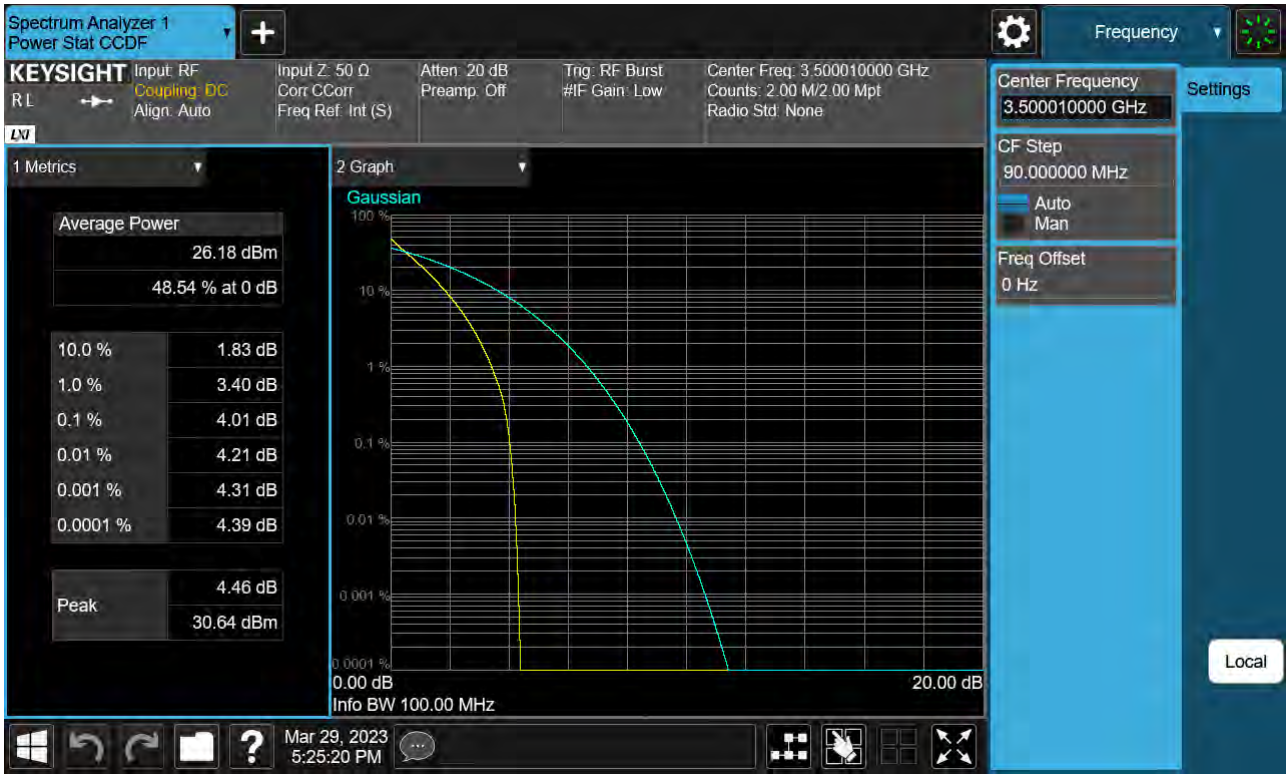 Spectrum Analyzer 1
Power Stat CCDF
+
Frequency
KEYSIGHT
Input: RF
Input Z: 50 Ω
Atten: 20 dB
Trig: RF Burst
Center Freq: 3.500010000 GHz
RL
Coupling: DC
Corr CCorr
Preamp: Off
#IF Gain: Low
Counts: 2.00 M/2.00 Mpt
Align: Auto
Freq Ref: Int (S)
Radio Std: None
LXI
Center Frequency
3.500010000 GHz
Settings
CF Step
90.000000 MHz
Auto
Man
Freq Offset
0 Hz
1 Metrics
Average Power
26.18 dBm
48.54 % at 0 dB
10.0 % 1.83 dB
1.0 % 3.40 dB
0.1 % 4.01 dB
0.01 % 4.21 dB
0.001 % 4.31 dB
0.0001 % 4.39 dB
Peak
4.46 dB
30.64 dBm
2 Graph
Gaussian
100 %
10 %
1 %
0.1 %
0.01 %
0.001 %
0.0001 %
0.00 dB
20.00 dB
Info BW 100.00 MHz
Local
?
Mar 29, 2023
5:25:20 PM